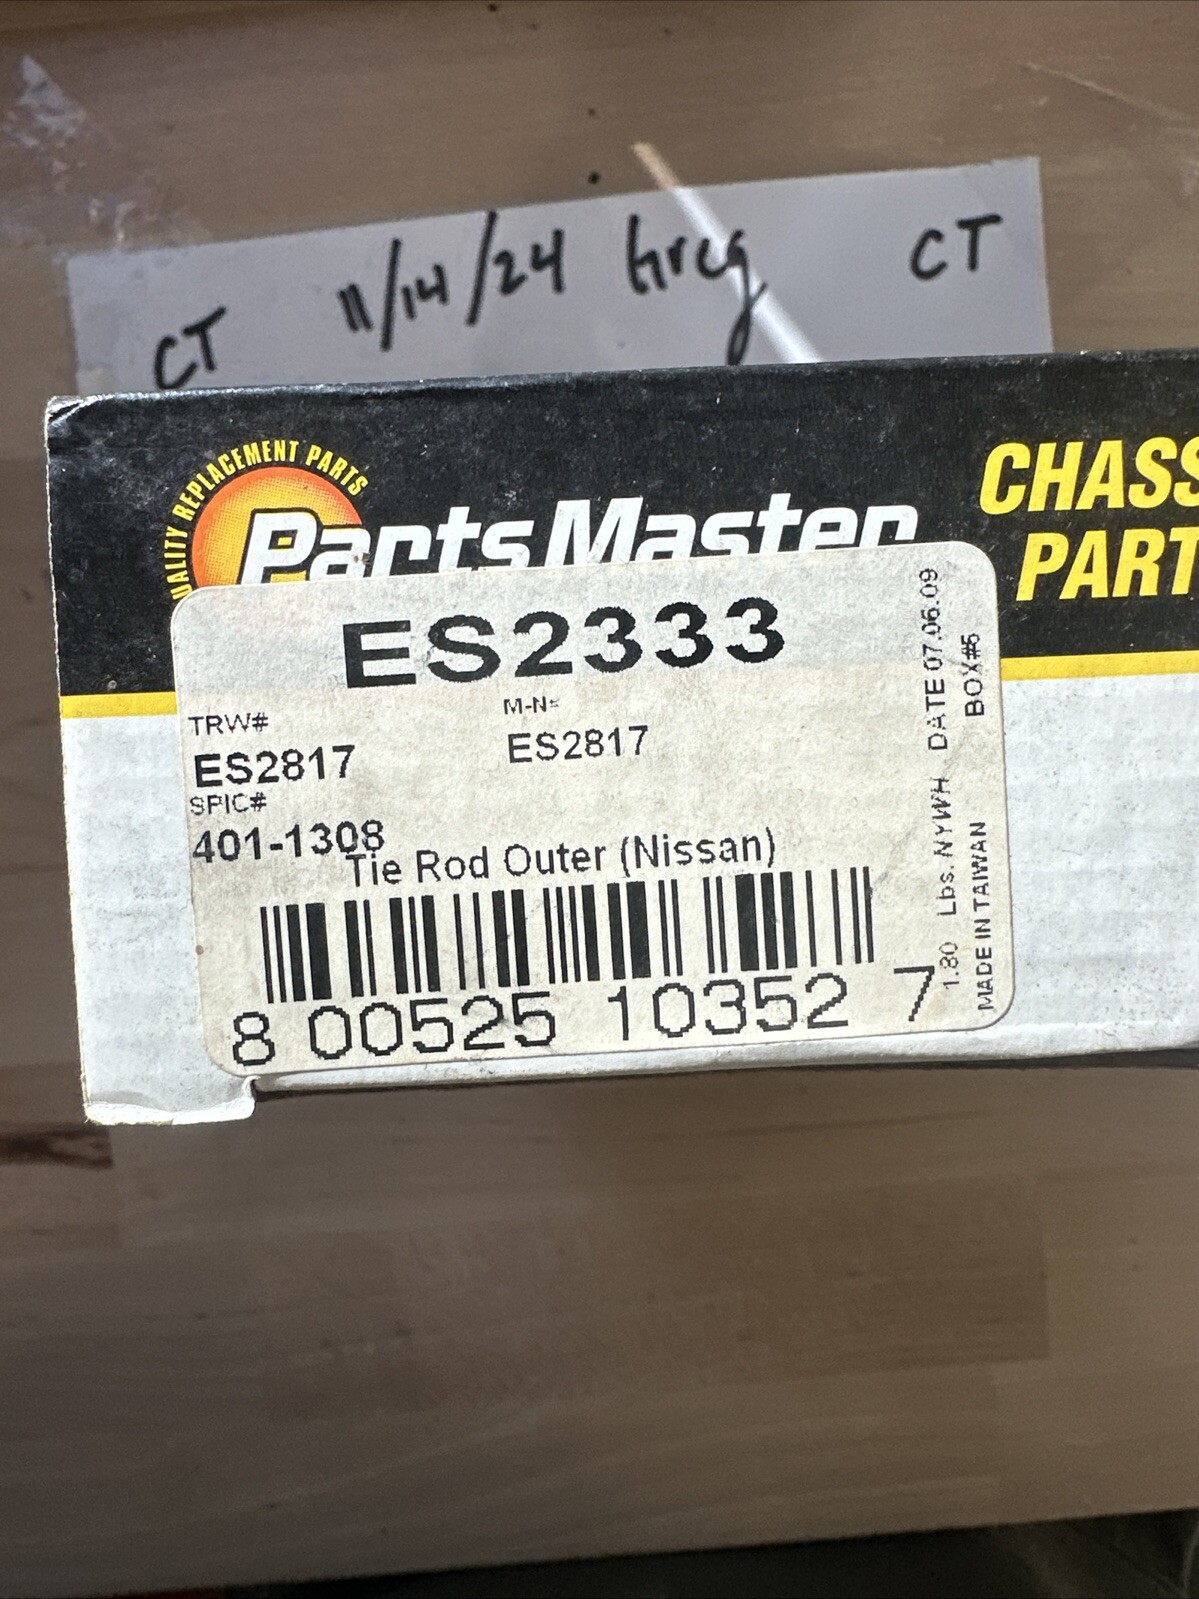 CT 11/14/24 Greg CT
QUALITY REPLACEMENT PARTS
PartsMaster
CHASS
PART
ES2333
TRW#
M-N#
ES2817
ES2817
SPIC#
401-1308
Tie Rod Outer (Nissan)
8 00525 10352 7
1.80 Lbs. NYWH DATE 07.06.09
MADE IN TAIWAN BOX#5